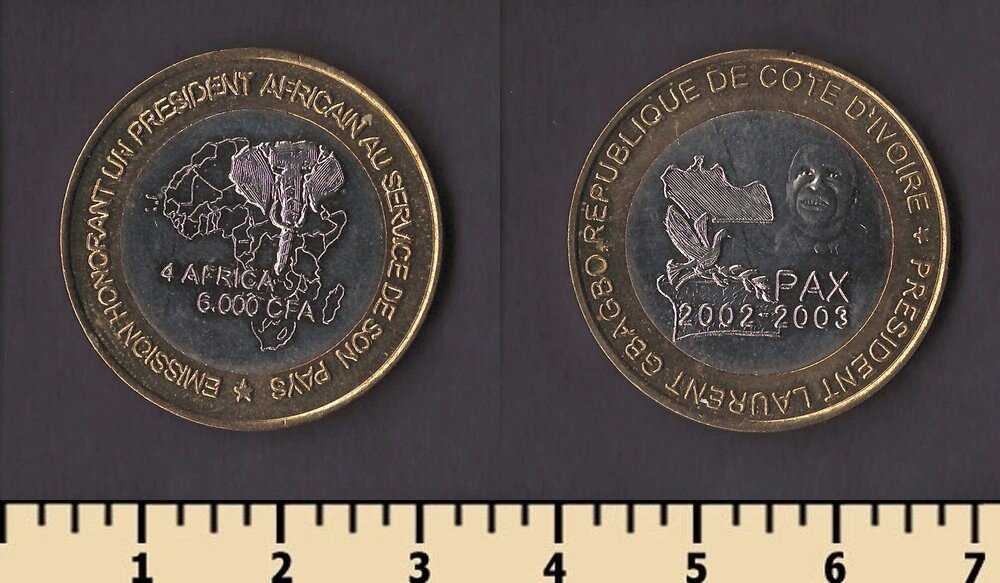 EMISSION HONORANT UN PRESIDENT AFRICAIN AU SERVICE DE SON PAYS ★
4 AFRICA
6.000 CFA
RÉPUBLIQUE DE COTE D'IVOIRE ★ PRESIDENT LAURENT GBAGBO
PAX
2002-2003
1 2 3 4 5 6 7